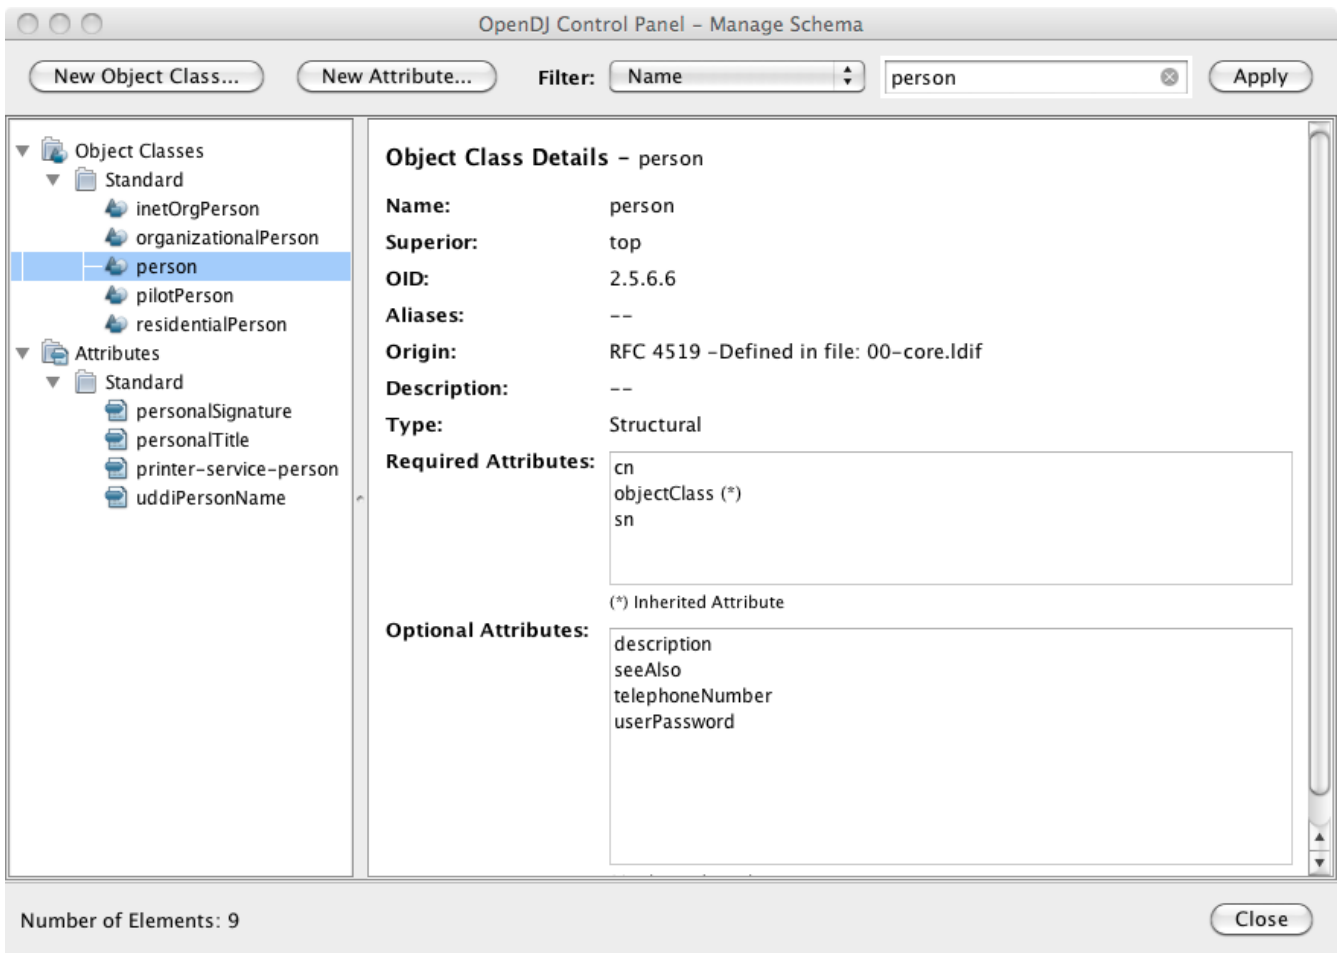 OpenDJ Control Panel – Manage Schema
New Object Class... New Attribute... Filter: Name person Apply
Object Classes
Standard
inetOrgPerson
organizationalPerson
person
pilotPerson
residentialPerson
Attributes
Standard
personalSignature
personalTitle
printer-service-person
uddiPersonName
Object Class Details – person
Name: person
Superior: top
OID: 2.5.6.6
Aliases: --
Origin: RFC 4519 -Defined in file: 00-core.ldif
Description: --
Type: Structural
Required Attributes: cn
objectClass (*)
sn
(*) Inherited Attribute
Optional Attributes: description
seeAlso
telephoneNumber
userPassword
Number of Elements: 9 Close